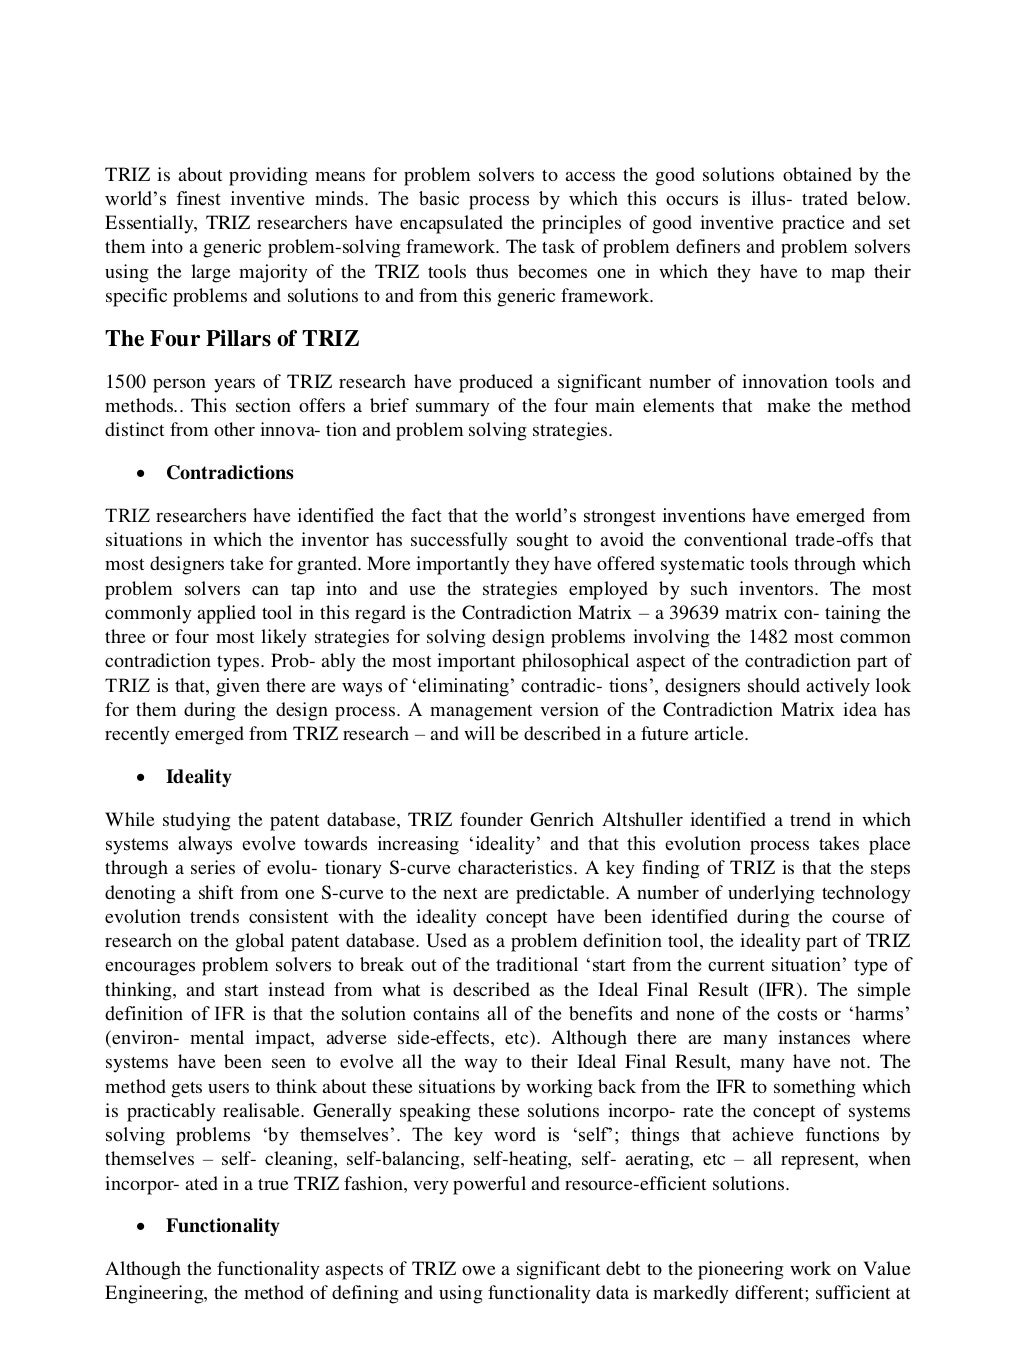 TRIZ is about providing means for problem solvers to access the good solutions obtained by the
world’s finest inventive minds. The basic process by which this occurs is illus- trated below.
Essentially, TRIZ researchers have encapsulated the principles of good inventive practice and set
them into a generic problem-solving framework. The task of problem definers and problem solvers
using the large majority of the TRIZ tools thus becomes one in which they have to map their
specific problems and solutions to and from this generic framework.
The Four Pillars of TRIZ
1500 person years of TRIZ research have produced a significant number of innovation tools and
methods.. This section offers a brief summary of the four main elements that make the method
distinct from other innova- tion and problem solving strategies.
• Contradictions
TRIZ researchers have identified the fact that the world’s strongest inventions have emerged from
situations in which the inventor has successfully sought to avoid the conventional trade-offs that
most designers take for granted. More importantly they have offered systematic tools through which
problem solvers can tap into and use the strategies employed by such inventors. The most
commonly applied tool in this regard is the Contradiction Matrix – a 39639 matrix con- taining the
three or four most likely strategies for solving design problems involving the 1482 most common
contradiction types. Prob- ably the most important philosophical aspect of the contradiction part of
TRIZ is that, given there are ways of ‘eliminating’ contradic- tions’, designers should actively look
for them during the design process. A management version of the Contradiction Matrix idea has
recently emerged from TRIZ research – and will be described in a future article.
• Ideality
While studying the patent database, TRIZ founder Genrich Altshuller identified a trend in which
systems always evolve towards increasing ‘ideality’ and that this evolution process takes place
through a series of evolu- tionary S-curve characteristics. A key finding of TRIZ is that the steps
denoting a shift from one S-curve to the next are predictable. A number of underlying technology
evolution trends consistent with the ideality concept have been identified during the course of
research on the global patent database. Used as a problem definition tool, the ideality part of TRIZ
encourages problem solvers to break out of the traditional ‘start from the current situation’ type of
thinking, and start instead from what is described as the Ideal Final Result (IFR). The simple
definition of IFR is that the solution contains all of the benefits and none of the costs or ‘harms’
(environ- mental impact, adverse side-effects, etc). Although there are many instances where
systems have been seen to evolve all the way to their Ideal Final Result, many have not. The
method gets users to think about these situations by working back from the IFR to something which
is practicably realisable. Generally speaking these solutions incorpo- rate the concept of systems
solving problems ‘by themselves’. The key word is ‘self’; things that achieve functions by
themselves – self- cleaning, self-balancing, self-heating, self- aerating, etc – all represent, when
incorpor- ated in a true TRIZ fashion, very powerful and resource-efficient solutions.
• Functionality
Although the functionality aspects of TRIZ owe a significant debt to the pioneering work on Value
Engineering, the method of defining and using functionality data is markedly different; sufficient at